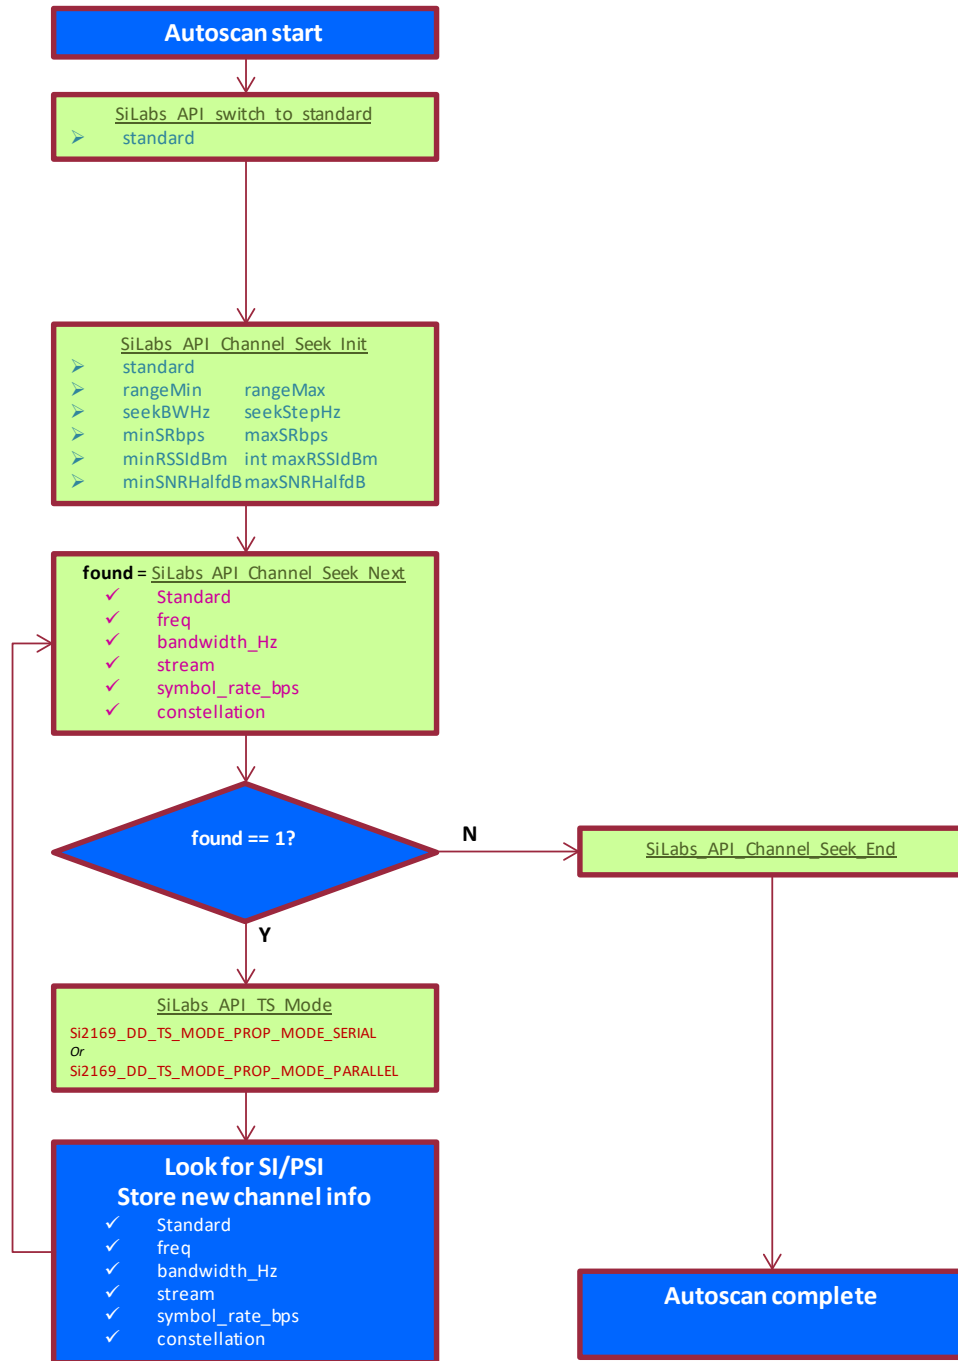 Autoscan start
SiLabs_API_switch_to_standard
➢ standard
SiLabs_API_Channel_Seek_Init
➢ standard
➢ rangeMin rangeMax
➢ seekBWHz seekStepHz
➢ minSRbps maxSRbps
➢ minRSSIdBm int maxRSSIdBm
➢ minSNRHalfdB maxSNRHalfdB
found = SiLabs_API_Channel_Seek_Next
✓ Standard
✓ freq
✓ bandwidth_Hz
✓ stream
✓ symbol_rate_bps
✓ constellation
found == 1?
N
SiLabs_API_Channel_Seek_End
Y
SiLabs_API_TS_Mode
Si2169_DD_TS_MODE_PROP_MODE_SERIAL
Or
Si2169_DD_TS_MODE_PROP_MODE_PARALLEL
Look for SI/PSI
Store new channel info
✓ Standard
✓ freq
✓ bandwidth_Hz
✓ stream
✓ symbol_rate_bps
✓ constellation
Autoscan complete